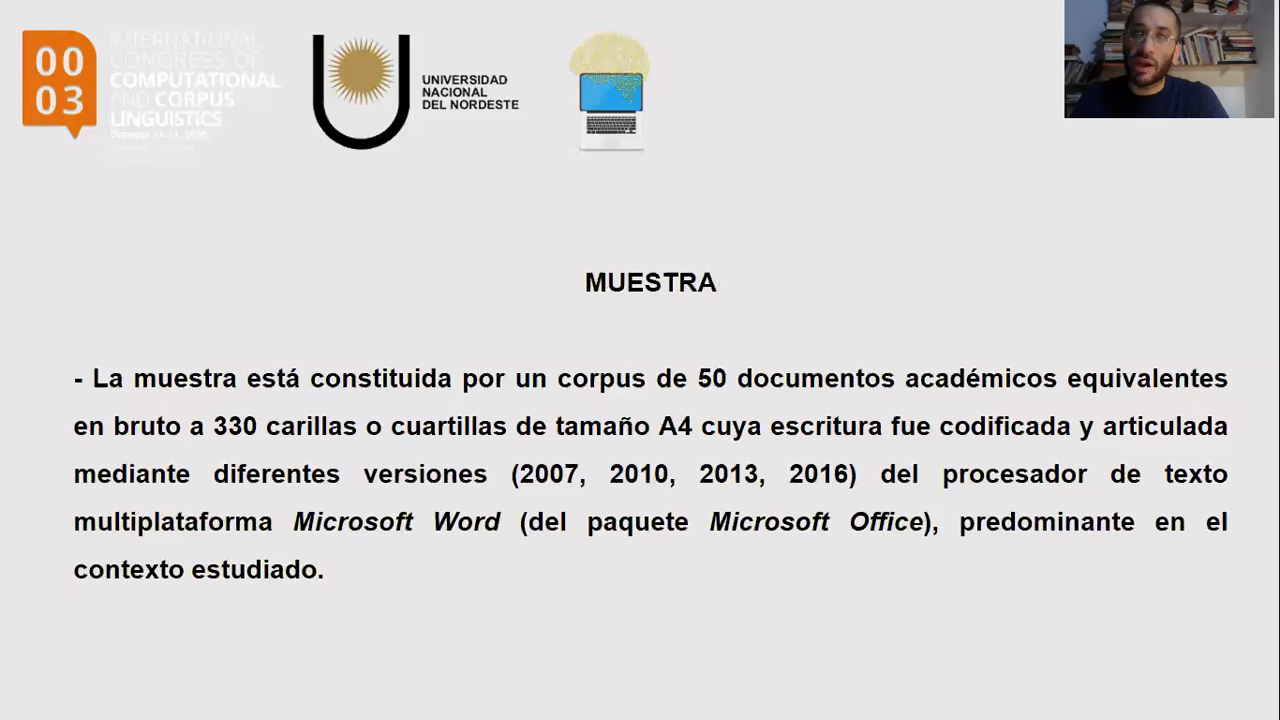 00
03
INTERNATIONAL
CONGRESS OF
COMPUTATIONAL
AND CORPUS
LINGUISTICS
UNIVERSIDAD
NACIONAL
DEL NORDESTE
MUESTRA
- La muestra está constituida por un corpus de 50 documentos académicos equivalentes
en bruto a 330 carillas o cuartillas de tamaño A4 cuya escritura fue codificada y articulada
mediante diferentes versiones (2007, 2010, 2013, 2016) del procesador de texto
multiplataforma Microsoft Word (del paquete Microsoft Office), predominante en el
contexto estudiado.